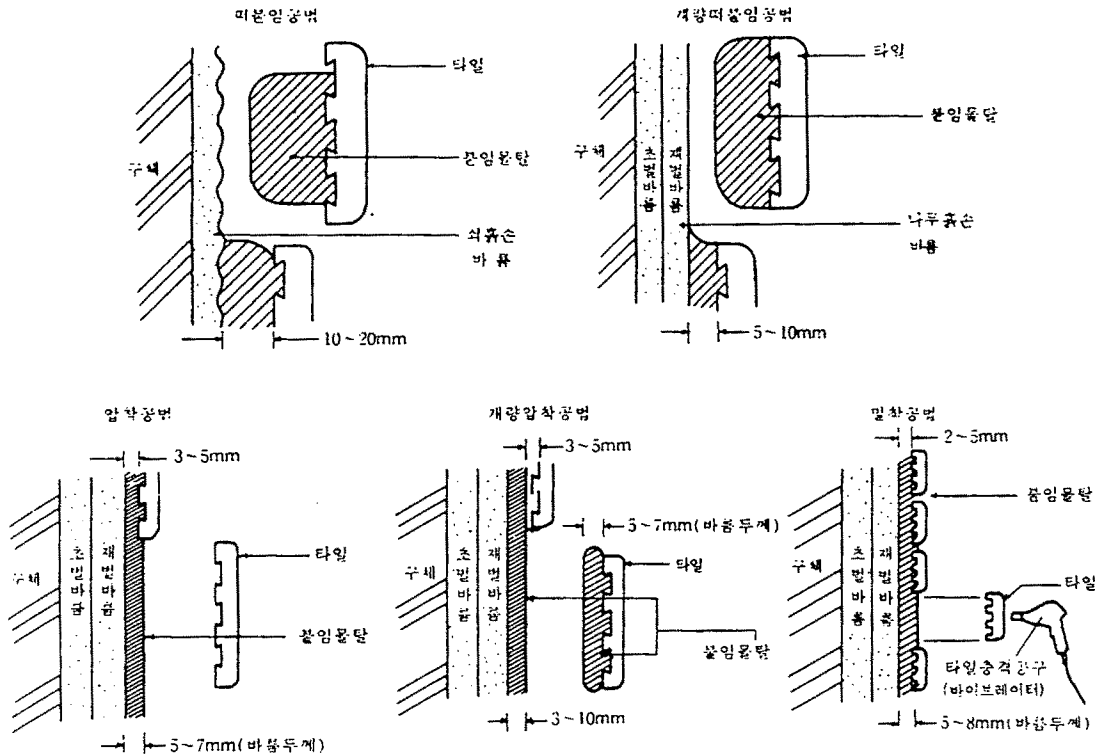 떠붙임공법
타일
구체
붙임몰탈
쇠흙손
바름
10~20mm
개량떠붙임공법
타일
붙임몰탈
구체
초벌바름
재벌바름
나무흙손
바름
5~10mm
압착공법
3~5mm
구체
초벌바름
재벌바름
타일
붙임몰탈
5~7mm(바름두께)
개량압착공법
3~5mm
5~7mm(바름두께)
구체
초벌바름
재벌바름
타일
붙임몰탈
3~10mm
밀착공법
2~5mm
붙임몰탈
구체
초벌바름
재벌바름
타일
타일충격공구
(바이브레이터)
5~8mm(바름두께)